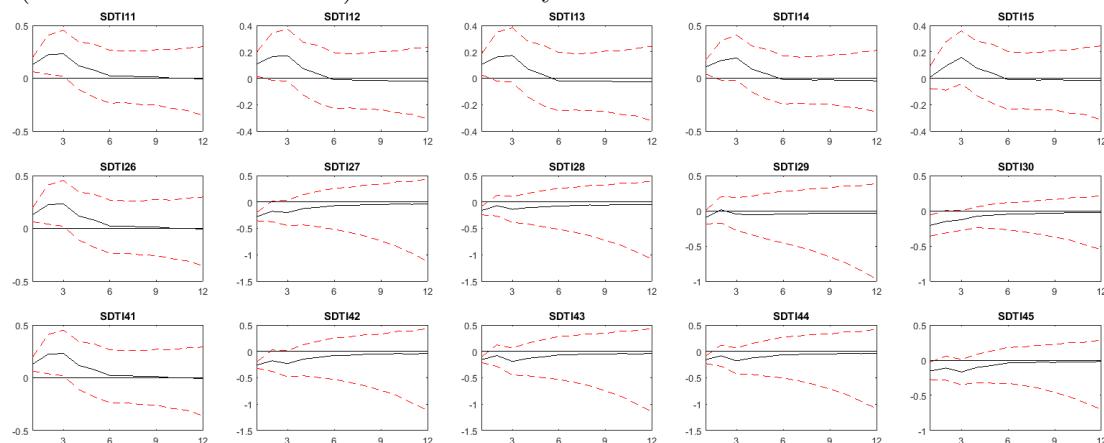 SDTI11 SDTI12 SDTI13 SDTI14 SDTI15
0.5 0.4 0.4 0.5 0.4
0.2 0.2 0.2
0 0 0 0 0
-0.2 -0.2 -0.2
-0.5 -0.4 -0.4 -0.5 -0.4
3 6 9 12 3 6 9 12 3 6 9 12 3 6 9 12 3 6 9 12
SDTI26 SDTI27 SDTI28 SDTI29 SDTI30
0.5 0.5 0.5 0.5 0.5
0 0 0 0 0
-0.5 -0.5 -0.5 -0.5
-1 -1
-0.5 -1.5 -1.5 -1 -1
3 6 9 12 3 6 9 12 3 6 9 12 3 6 9 12 3 6 9 12
SDTI41 SDTI42 SDTI43 SDTI44 SDTI45
0.5 0.5 0.5 0.5 0.5
0 0 0 0 0
-0.5 -0.5 -0.5 -0.5
-1 -1 -1
-0.5 -1.5 -1.5 -1.5 -1
3 6 9 12 3 6 9 12 3 6 9 12 3 6 9 12 3 6 9 12